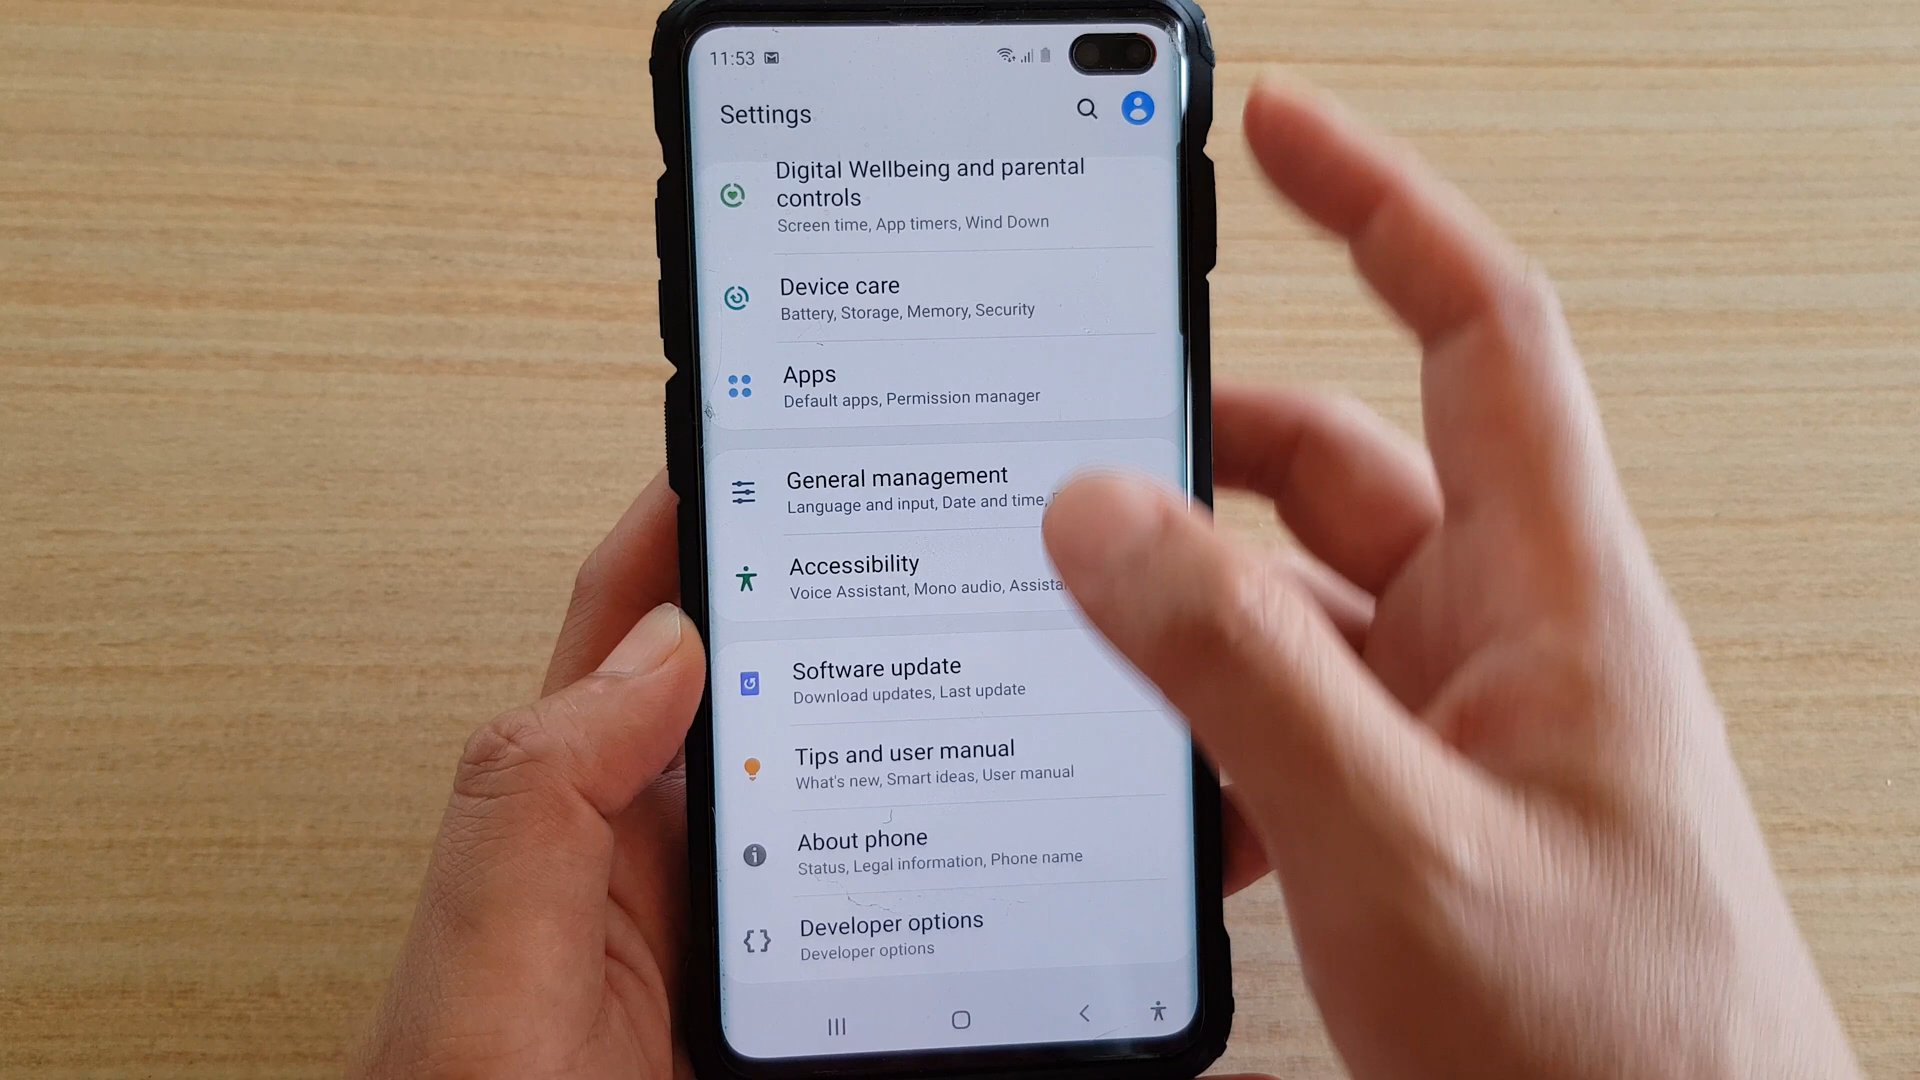 11:53
Settings
Digital Wellbeing and parental
controls
Screen time, App timers, Wind Down
Device care
Battery, Storage, Memory, Security
Apps
Default apps, Permission manager
General management
Language and input, Date and time,
Accessibility
Voice Assistant, Mono audio,
Software update
Download updates, Last update
Tips and user manual
What's new, Smart ideas, User manual
About phone
Status, Legal information, Phone name
Developer options
Developer options